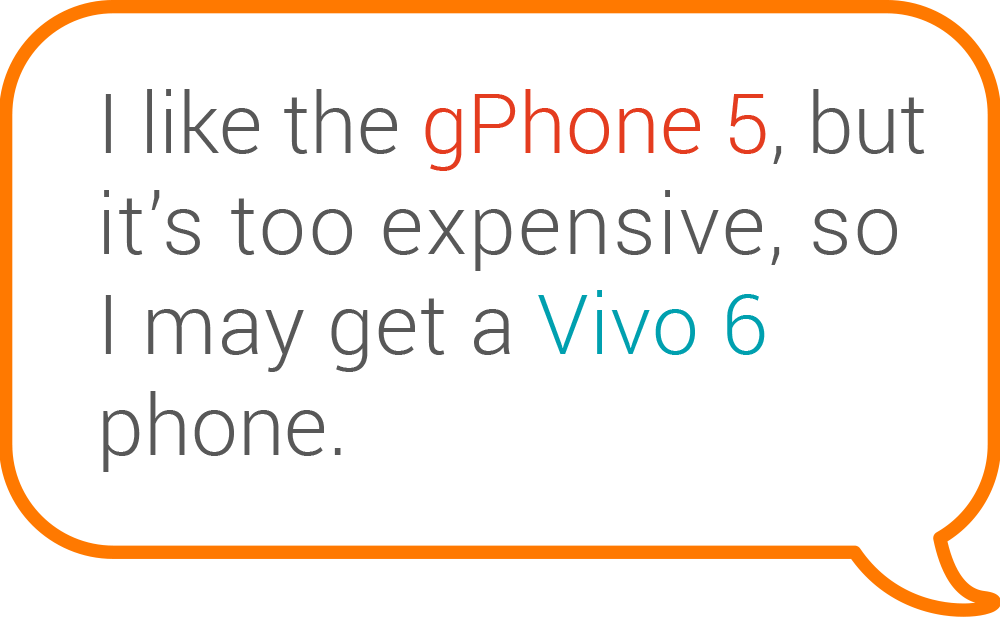 I like the gPhone 5, but
it’s too expensive, so
I may get a Vivo 6
phone.